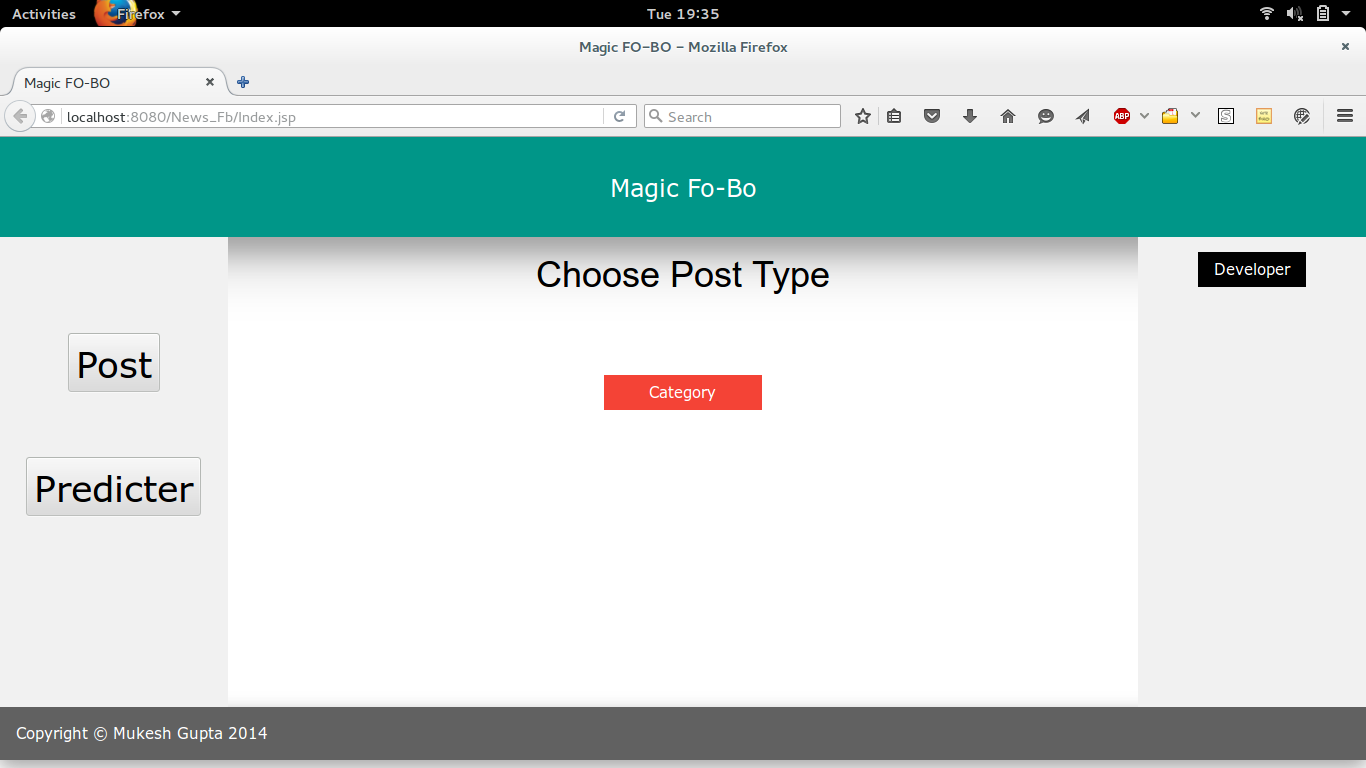 Activities Firefox Tue 19:35
Magic FO-BO - Mozilla Firefox
Magic FO-BO
localhost:8080/News_Fb/Index.jsp Search ABP S
Magic Fo-Bo
Choose Post Type
Developer
Post
Category
Predicter
Copyright © Mukesh Gupta 2014